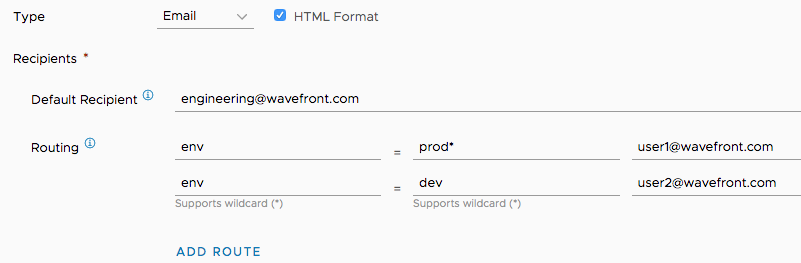 Type Email HTML Format
Recipients *
Default Recipient engineering@wavefront.com
Routing env = prod* user1@wavefront.com
env = dev user2@wavefront.com
Supports wildcard (*) Supports wildcard (*)
ADD ROUTE